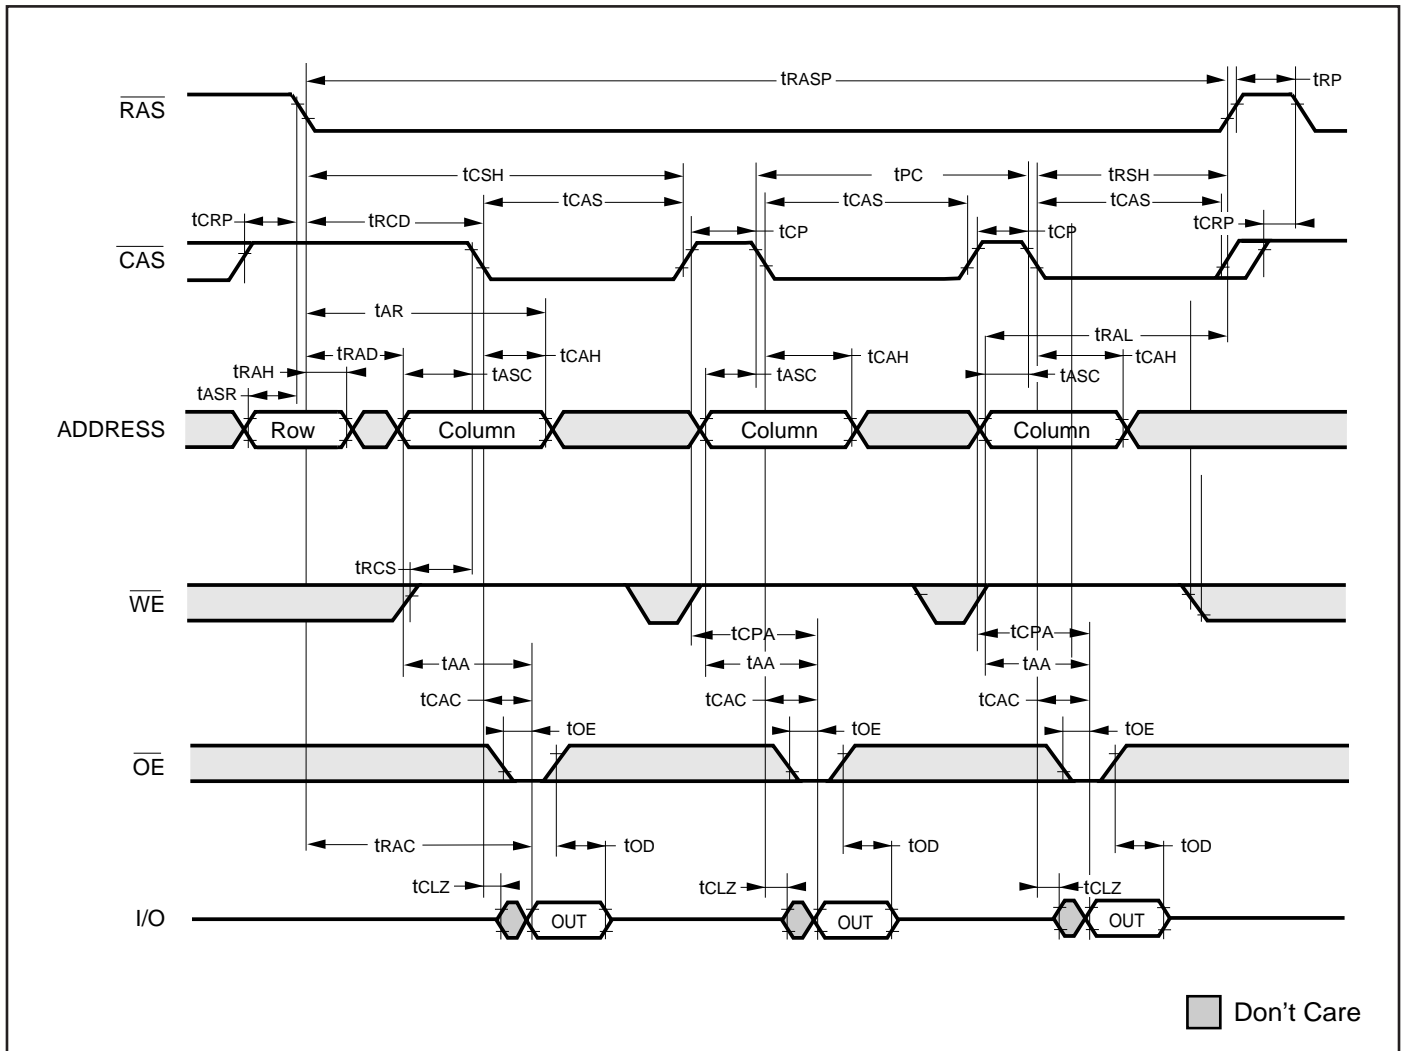 tRASP
tRP
RAS
tCSH
tPC
tRSH
tCAS
tCAS
tCAS
tCRP
tRCD
tCP
tCP
tCRP
CAS
tAR
tRAL
tRAD
tCAH
tCAH
tCAH
tRAH
tASC
tASC
tASC
tASR
ADDRESS
Row
Column
Column
Column
tRCS
WE
tCPA
tCPA
tAA
tAA
tAA
tCAC
tCAC
tCAC
tOE
tOE
tOE
OE
tRAC
tOD
tOD
tOD
tCLZ
tCLZ
tCLZ
I/O
OUT
OUT
OUT
Don't Care